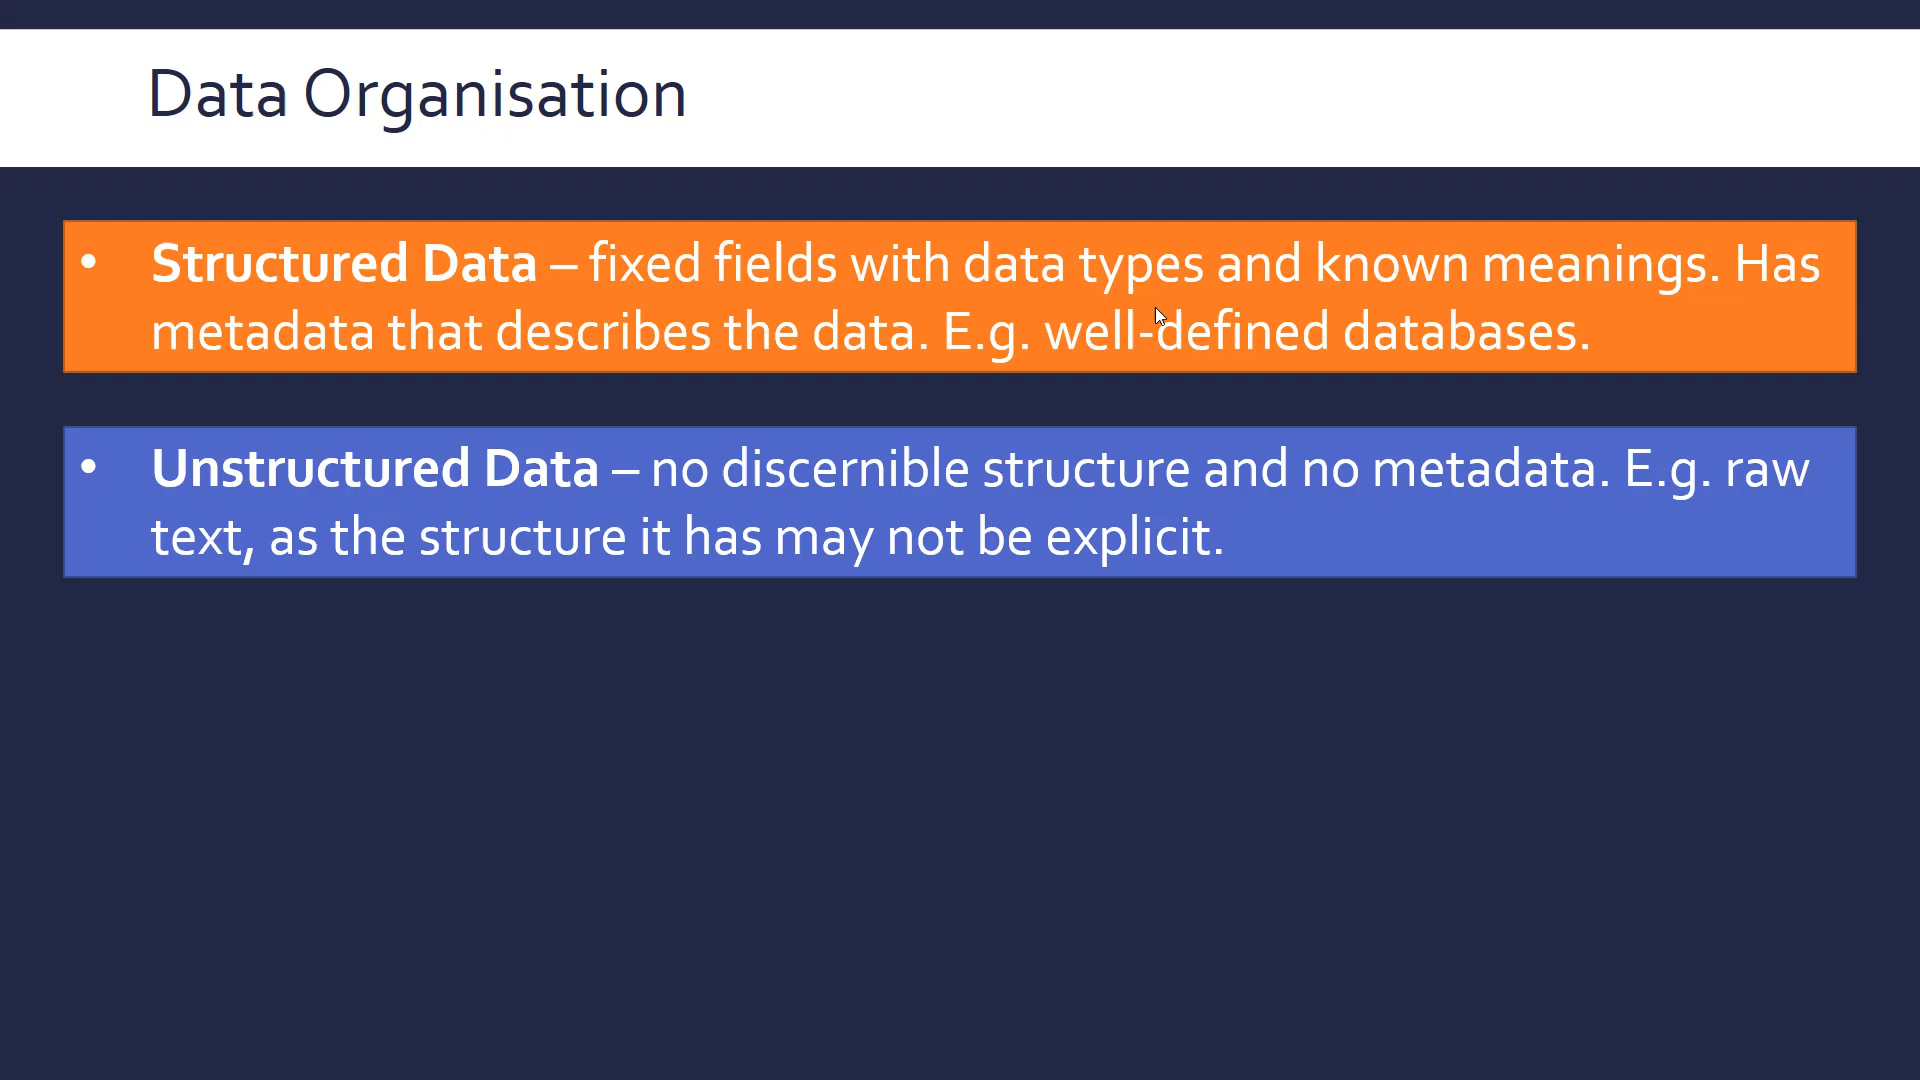 Data Organisation
• Structured Data – fixed fields with data types and known meanings. Has
metadata that describes the data. E.g. well-defined databases.
• Unstructured Data – no discernible structure and no metadata. E.g. raw
text, as the structure it has may not be explicit.